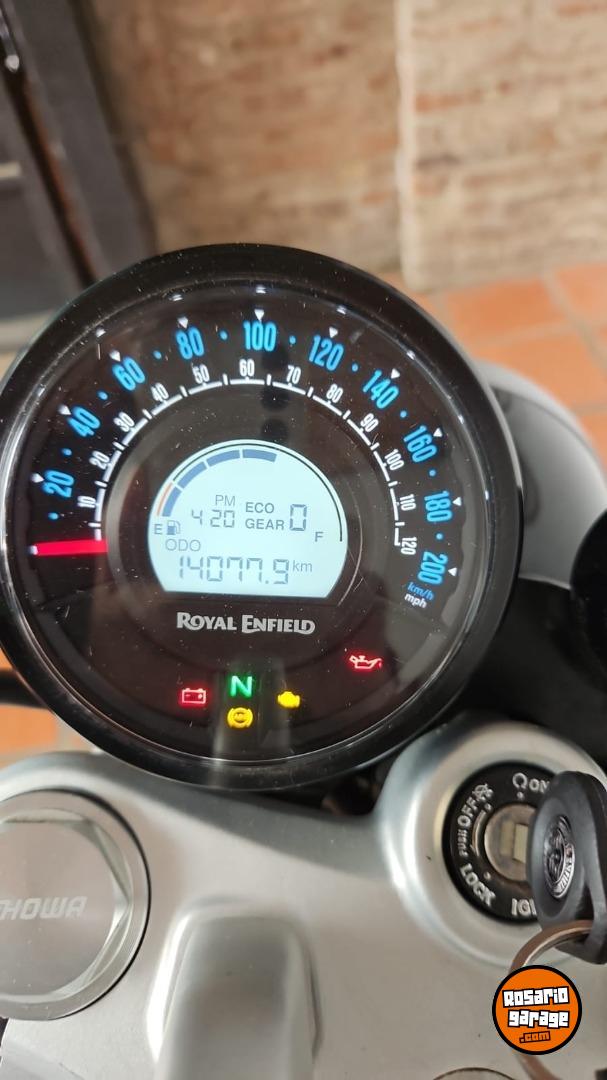 20 40 60 80 100 120 140 160 180 200
10 20 30 40 50 60 70 80 90 100 110 120
km/h
mph
PM
4:20
ECO
GEAR 0
E
F
ODO
14077.9 km
ROYAL ENFIELD
N
ABS
SHOWA
ON
OFF
PUSH
LOCK
Rosario
garage
.com